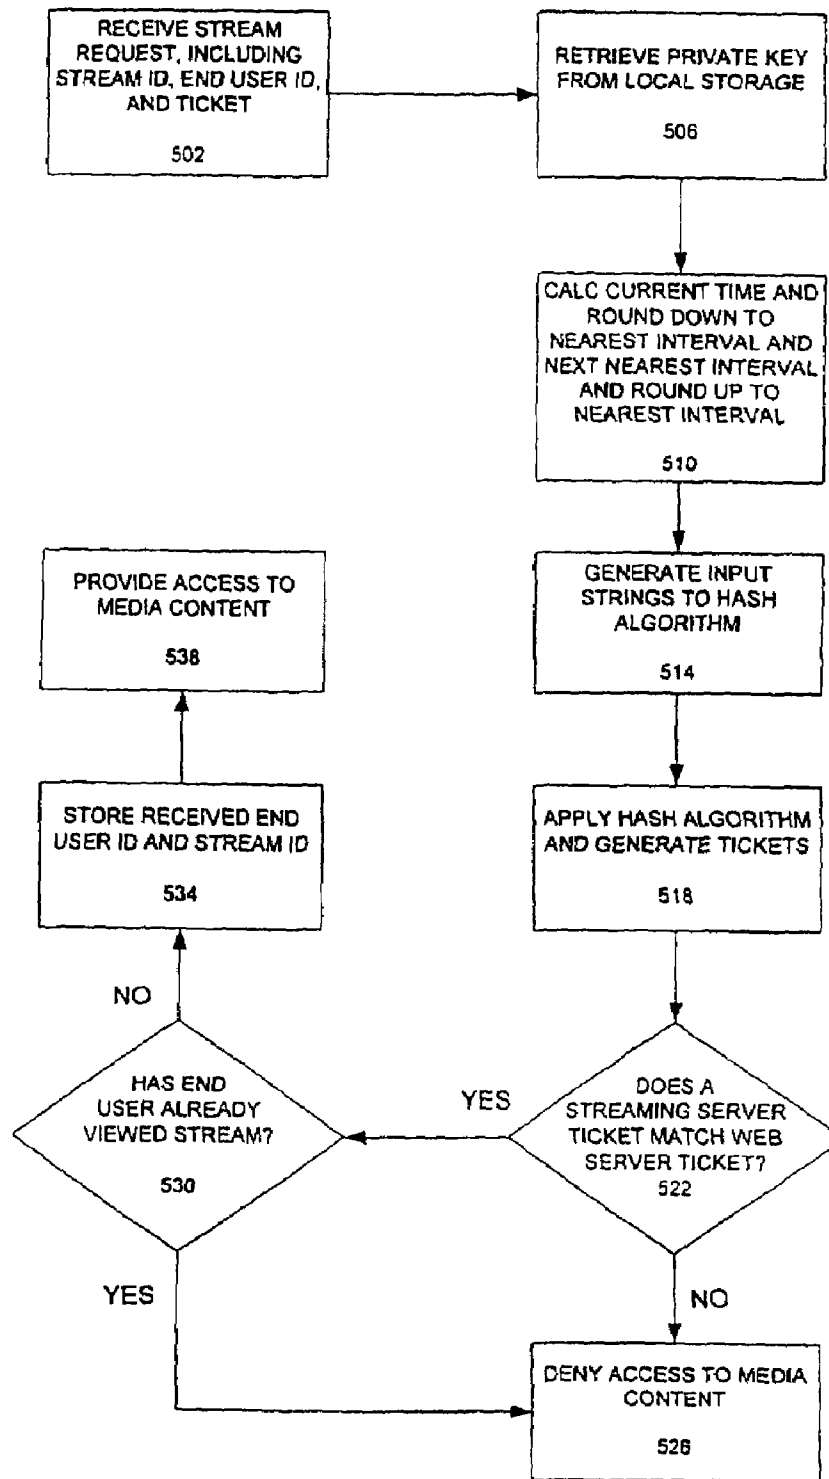 RECEIVE STREAM
REQUEST, INCLUDING
STREAM ID, END USER ID,
AND TICKET
502
RETRIEVE PRIVATE KEY
FROM LOCAL STORAGE
506
CALC CURRENT TIME AND
ROUND DOWN TO
NEAREST INTERVAL AND
NEXT NEAREST INTERVAL
AND ROUND UP TO
NEAREST INTERVAL
510
GENERATE INPUT
STRINGS TO HASH
ALGORITHM
514
APPLY HASH ALGORITHM
AND GENERATE TICKETS
518
DOES A
STREAMING SERVER
TICKET MATCH WEB
SERVER TICKET?
522
YES
NO
HAS END
USER ALREADY
VIEWED STREAM?
530
NO
YES
STORE RECEIVED END
USER ID AND STREAM ID
534
PROVIDE ACCESS TO
MEDIA CONTENT
538
DENY ACCESS TO MEDIA
CONTENT
526